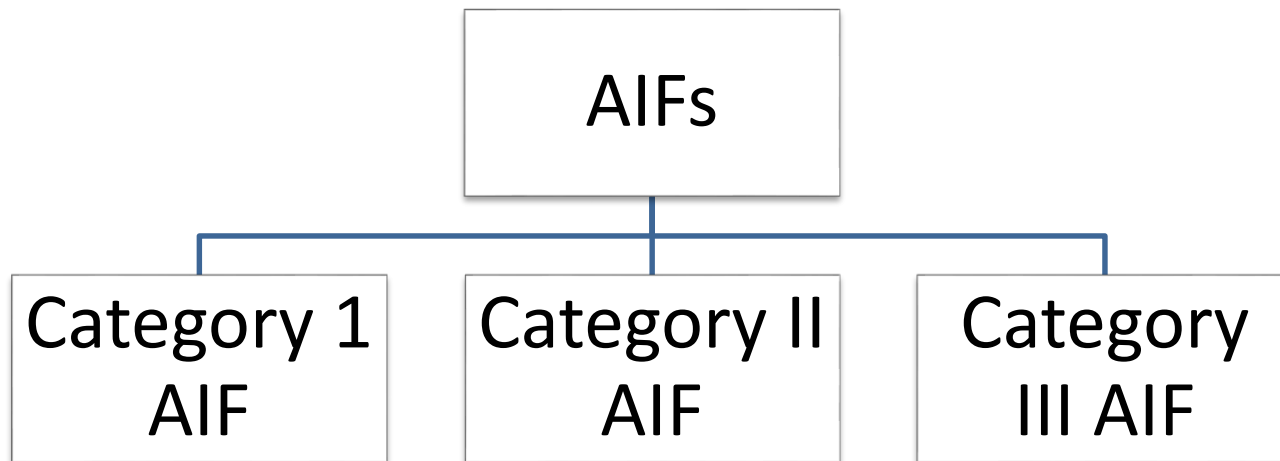 AIFs
Category 1
AIF
Category II
AIF
Category
III AIF